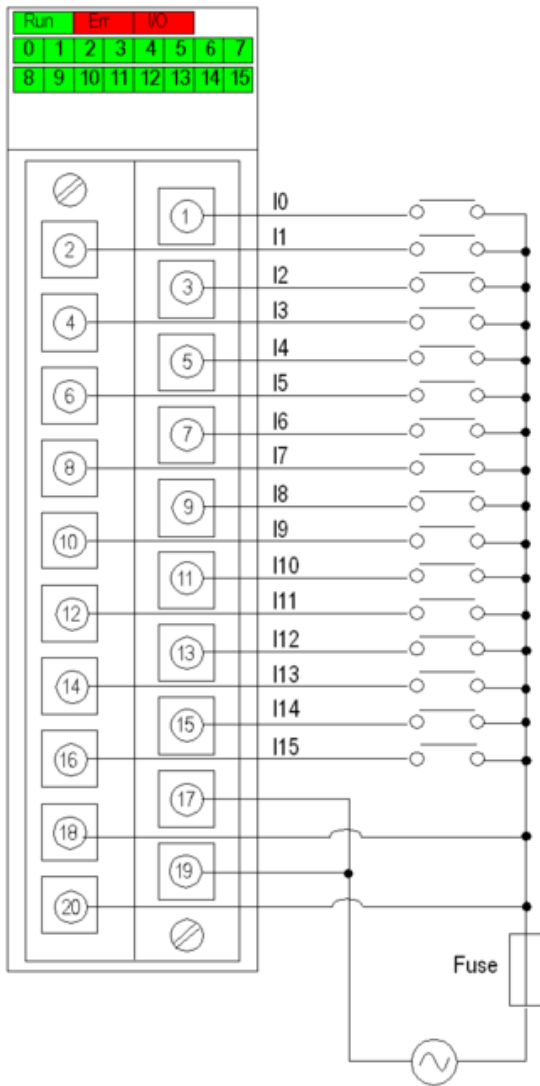 Run Err I/O
0 1 2 3 4 5 6 7
8 9 10 11 12 13 14 15
1 I0
2 I1
3 I2
4 I3
5 I4
6 I5
7 I6
8 I7
9 I8
10 I9
11 I10
12 I11
13 I12
14 I13
15 I14
16 I15
17
18
19
20
Fuse